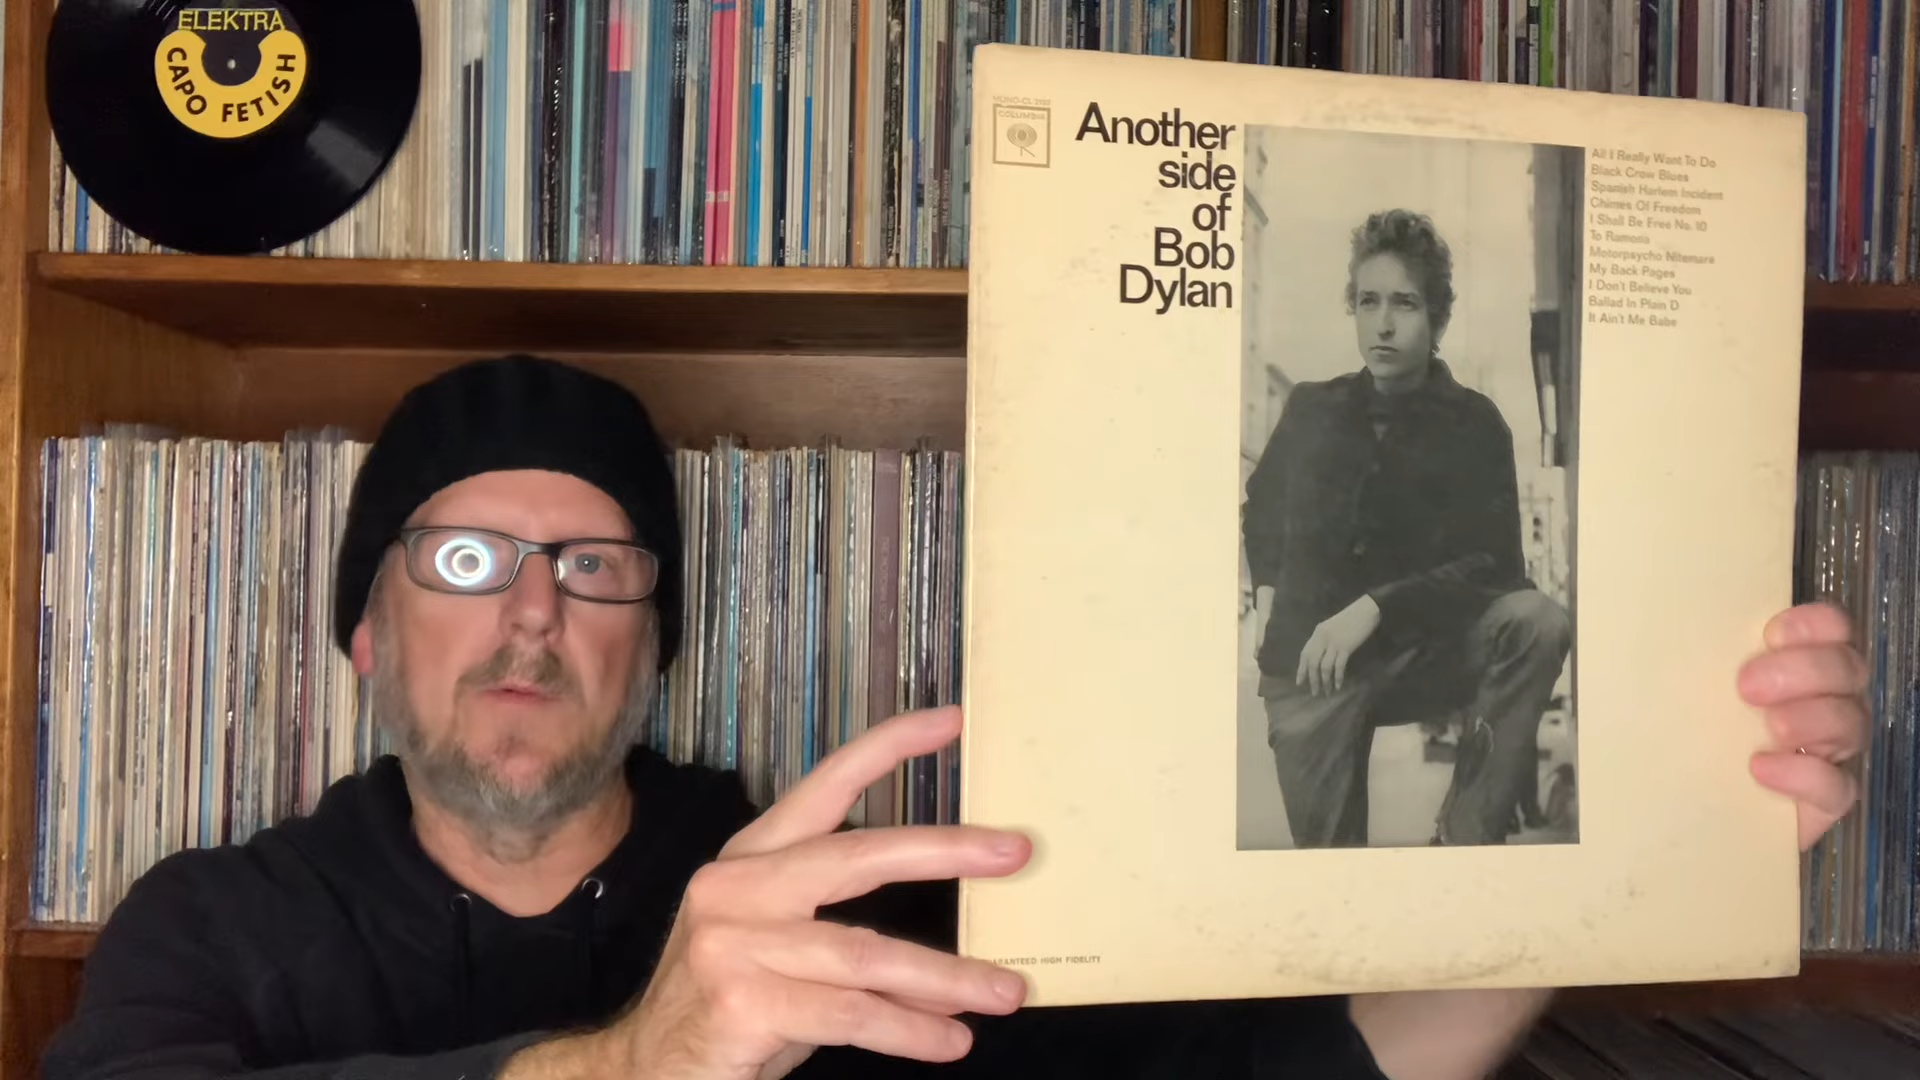 ELEKTRA
CAPO FETISH
COLUMBIA
Another
side
of
Bob
Dylan
All I Really Want To Do
Black Crow Blues
Spanish Harlem Incident
Chimes Of Freedom
I Shall Be Free No. 10
To Ramona
Motorpsycho Nitemare
My Back Pages
I Don't Believe You
Ballad In Plain D
It Ain't Me Babe
HIGH FIDELITY